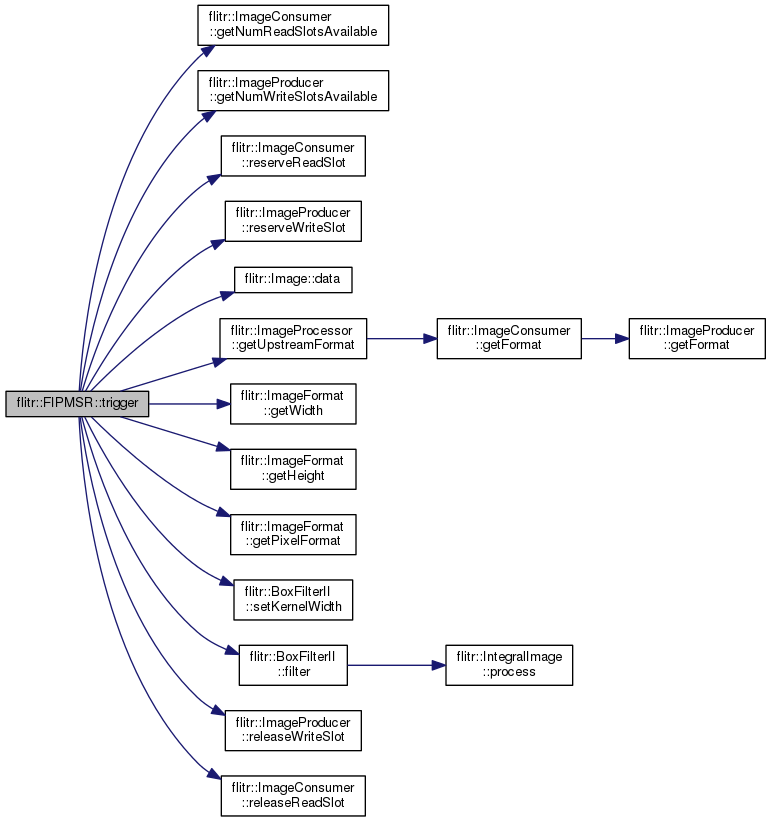 flitr::ImageConsumer
::getNumReadSlotsAvailable
flitr::ImageProducer
::getNumWriteSlotsAvailable
flitr::ImageConsumer
::reserveReadSlot
flitr::ImageProducer
::reserveWriteSlot
flitr::Image::data
flitr::ImageProcessor
::getUpstreamFormat
flitr::ImageConsumer
::getFormat
flitr::ImageProducer
::getFormat
flitr::FIPMSR::trigger
flitr::ImageFormat
::getWidth
flitr::ImageFormat
::getHeight
flitr::ImageFormat
::getPixelFormat
flitr::BoxFilterII
::setKernelWidth
flitr::BoxFilterII
::filter
flitr::IntegralImage
::process
flitr::ImageProducer
::releaseWriteSlot
flitr::ImageConsumer
::releaseReadSlot